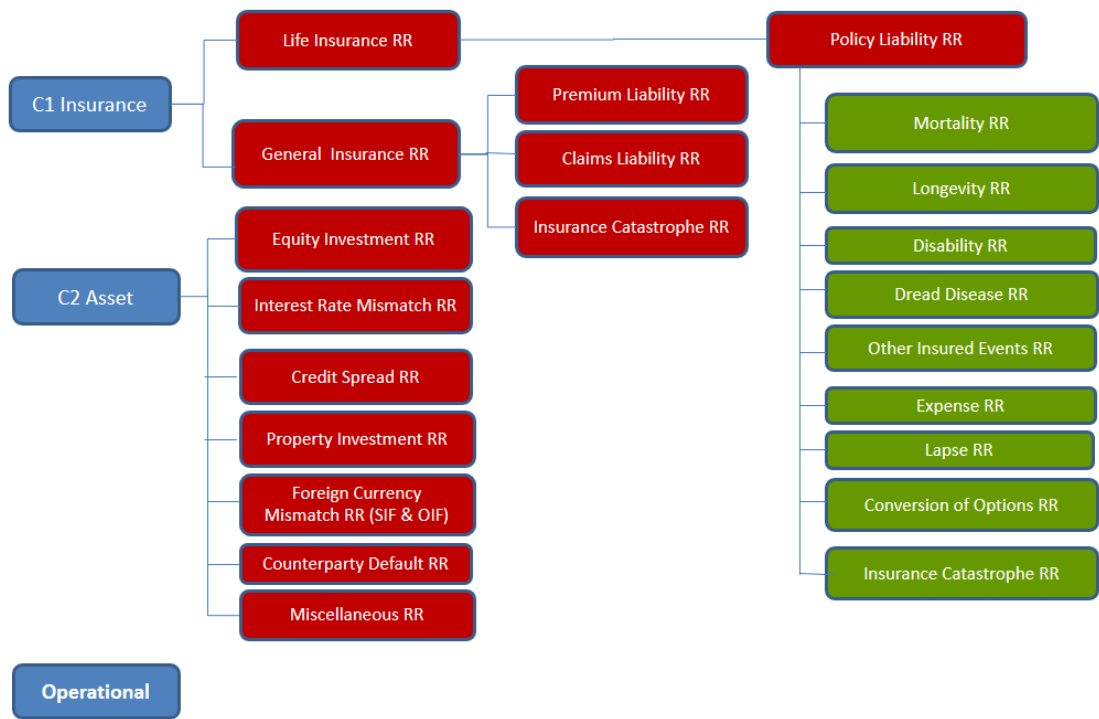 Life Insurance RR
Policy Liability RR
C1 Insurance
Premium Liability RR
Mortality RR
General Insurance RR
Claims Liability RR
Longevity RR
Insurance Catastrophe RR
Equity Investment RR
Disability RR
C2 Asset
Interest Rate Mismatch RR
Dread Disease RR
Other Insured Events RR
Credit Spread RR
Expense RR
Property Investment RR
Lapse RR
Foreign Currency
Mismatch RR (SIF & OIF)
Conversion of Options RR
Counterparty Default RR
Insurance Catastrophe RR
Miscellaneous RR
Operational